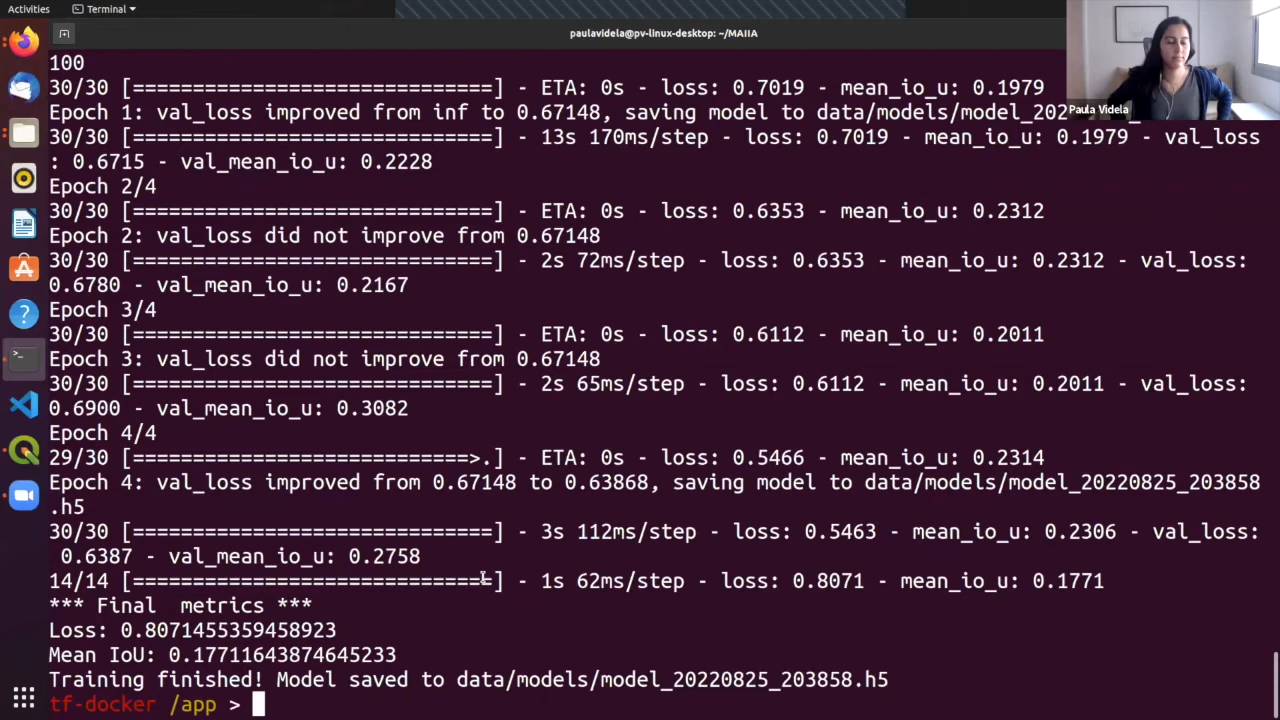 Activities
Terminal
paulavidela@pv-linux-desktop: ~/MAIIA
100
30/30 [==============================] - ETA: 0s - loss: 0.7019 - mean_io_u: 0.1979
Epoch 1: val_loss improved from inf to 0.67148, saving model to data/models/model_202
Paula Videla
30/30 [==============================] - 13s 170ms/step - loss: 0.7019 - mean_io_u: 0.1979 - val_loss
: 0.6715 - val_mean_io_u: 0.2228
Epoch 2/4
30/30 [==============================] - ETA: 0s - loss: 0.6353 - mean_io_u: 0.2312
Epoch 2: val_loss did not improve from 0.67148
30/30 [==============================] - 2s 72ms/step - loss: 0.6353 - mean_io_u: 0.2312 - val_loss:
0.6780 - val_mean_io_u: 0.2167
Epoch 3/4
30/30 [==============================] - ETA: 0s - loss: 0.6112 - mean_io_u: 0.2011
Epoch 3: val_loss did not improve from 0.67148
30/30 [==============================] - 2s 65ms/step - loss: 0.6112 - mean_io_u: 0.2011 - val_loss:
0.6900 - val_mean_io_u: 0.3082
Epoch 4/4
29/30 [============================>.] - ETA: 0s - loss: 0.5466 - mean_io_u: 0.2314
Epoch 4: val_loss improved from 0.67148 to 0.63868, saving model to data/models/model_20220825_203858
.h5
30/30 [==============================] - 3s 112ms/step - loss: 0.5463 - mean_io_u: 0.2306 - val_loss:
0.6387 - val_mean_io_u: 0.2758
14/14 [==============================] - 1s 62ms/step - loss: 0.8071 - mean_io_u: 0.1771
*** Final  metrics ***
Loss: 0.8071455359458923
Mean IoU: 0.17711643874645233
Training finished! Model saved to data/models/model_20220825_203858.h5
tf-docker /app >